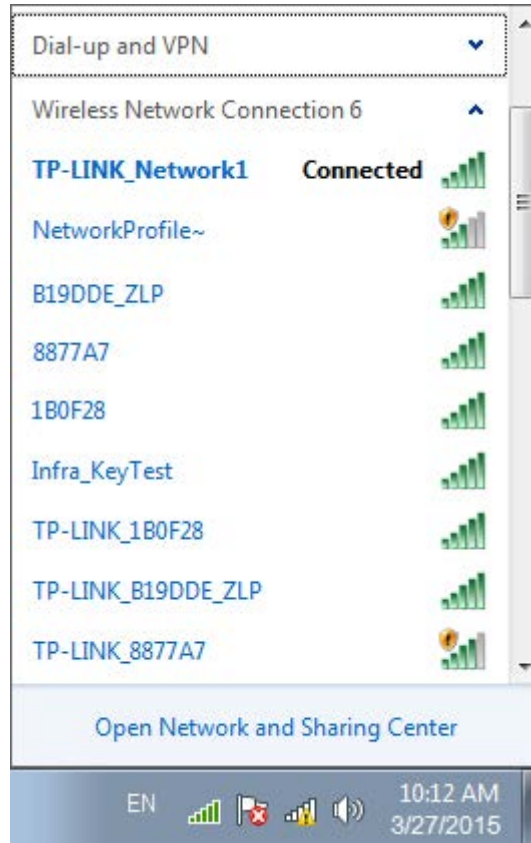 Dial-up and VPN
Wireless Network Connection 6
TP-LINK_Network1 Connected
NetworkProfile~
B19DDE_ZLP
8877A7
1B0F28
Infra_KeyTest
TP-LINK_1B0F28
TP-LINK_B19DDE_ZLP
TP-LINK_8877A7
Open Network and Sharing Center
EN
10:12 AM
3/27/2015